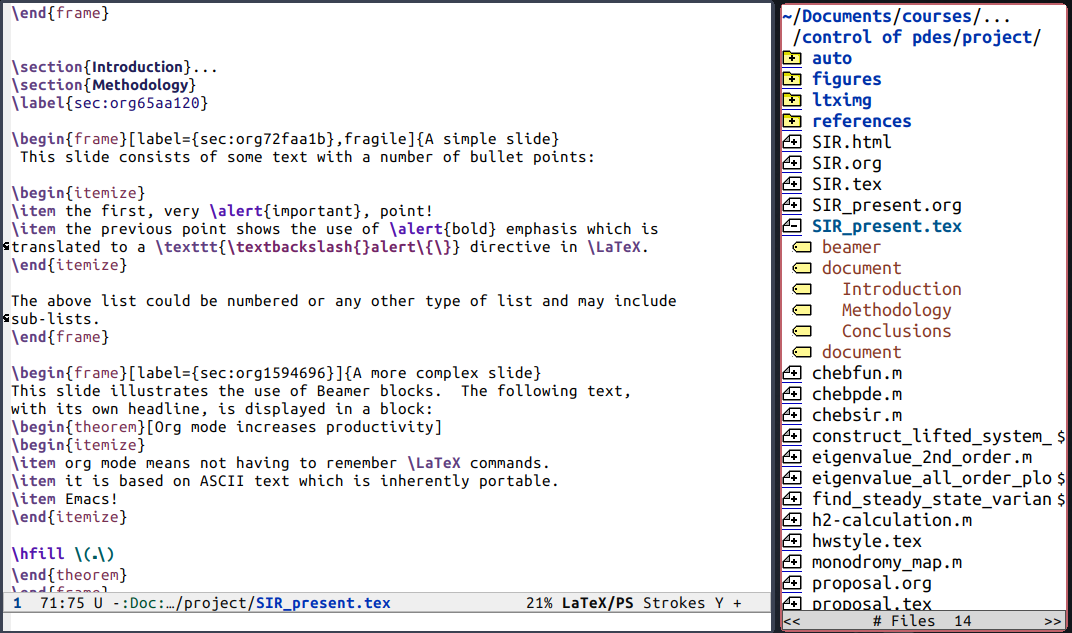 \end{frame}
\section{Introduction}...
\section{Methodology}
\label{sec:org65aa120}
\begin{frame}[label={sec:org72faa1b},fragile]{A simple slide}
This slide consists of some text with a number of bullet points:
\begin{itemize}
\item the first, very \alert{important}, point!
\item the previous point shows the use of \alert{bold} emphasis which is
translated to a \texttt{\textbackslash{}alert\{\}} directive in \LaTeX.
\end{itemize}
The above list could be numbered or any other type of list and may include
sub-lists.
\end{frame}
\begin{frame}[label={sec:org1594696}]{A more complex slide}
This slide illustrates the use of Beamer blocks.  The following text,
with its own headline, is displayed in a block:
\begin{theorem}[Org mode increases productivity]
\begin{itemize}
\item org mode means not having to remember \LaTeX commands.
\item it is based on ASCII text which is inherently portable.
\item Emacs!
\end{itemize}
\hfill \(.\)
\end{theorem}
\end{frame}
1  71:75 U -:Doc:…/project/SIR_present.tex 21% LaTeX/PS Strokes Y +
~/Documents/courses/...
/control of pdes/project/
auto
figures
ltximg
references
SIR.html
SIR.org
SIR.tex
SIR_present.org
SIR_present.tex
beamer
document
Introduction
Methodology
Conclusions
document
chebfun.m
chebpde.m
chebsir.m
construct_lifted_system_$
eigenvalue_2nd_order.m
eigenvalue_all_order_plo$
find_steady_state_varian$
h2-calculation.m
hwstyle.tex
monodromy_map.m
proposal.org
proposal.tex
<< # Files 14 >>